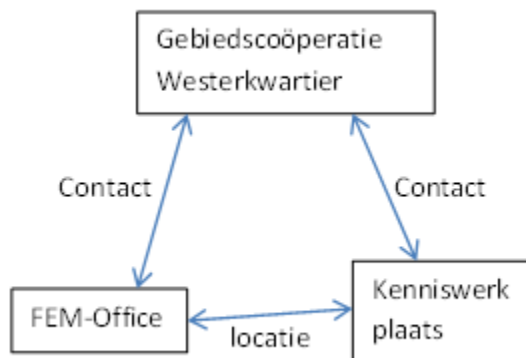 Gebiedscoöperatie
Westerkwartier
Contact
Contact
FEM-Office
locatie
Kenniswerk
plaats